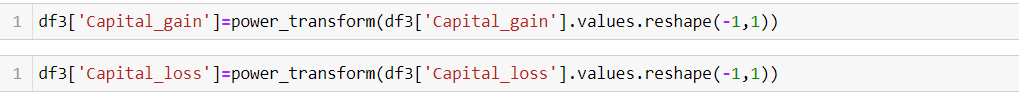 1 df3['Capital_gain']=power_transform(df3['Capital_gain'].values.reshape(-1,1))
1 df3['Capital_loss']=power_transform(df3['Capital_loss'].values.reshape(-1,1))